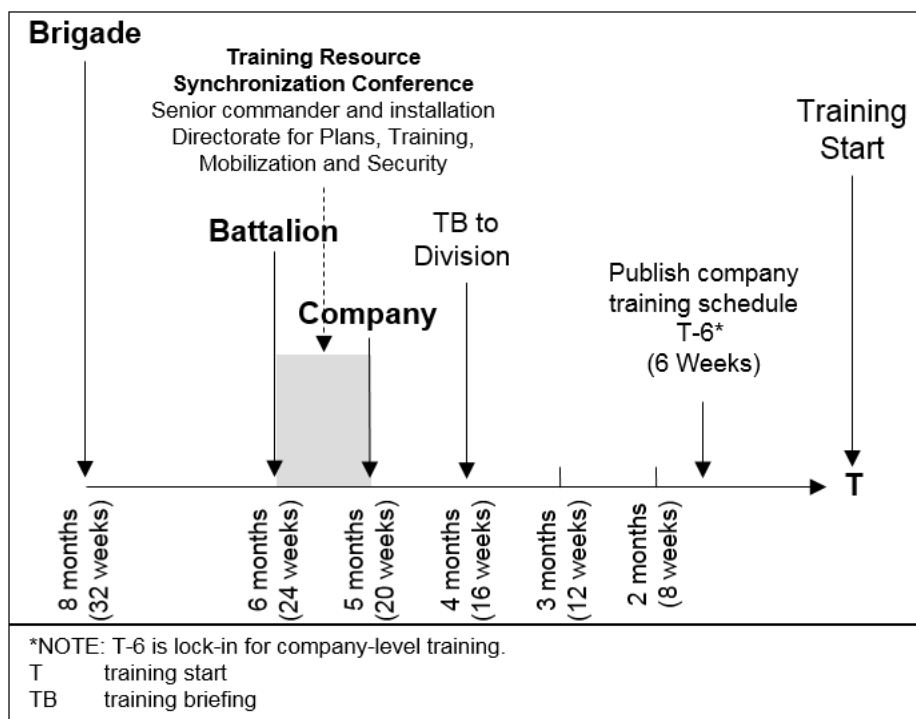 Brigade
Training Resource
Synchronization Conference
Senior commander and installation
Directorate for Plans, Training,
Mobilization and Security
Training
Start
Battalion
TB to
Division
Company
Publish company
training schedule
T-6*
(6 Weeks)
T
8 months
(32 weeks)
6 months
(24 weeks)
5 months
(20 weeks)
4 months
(16 weeks)
3 months
(12 weeks)
2 months
(8 weeks)
*NOTE: T-6 is lock-in for company-level training.
T training start
TB training briefing